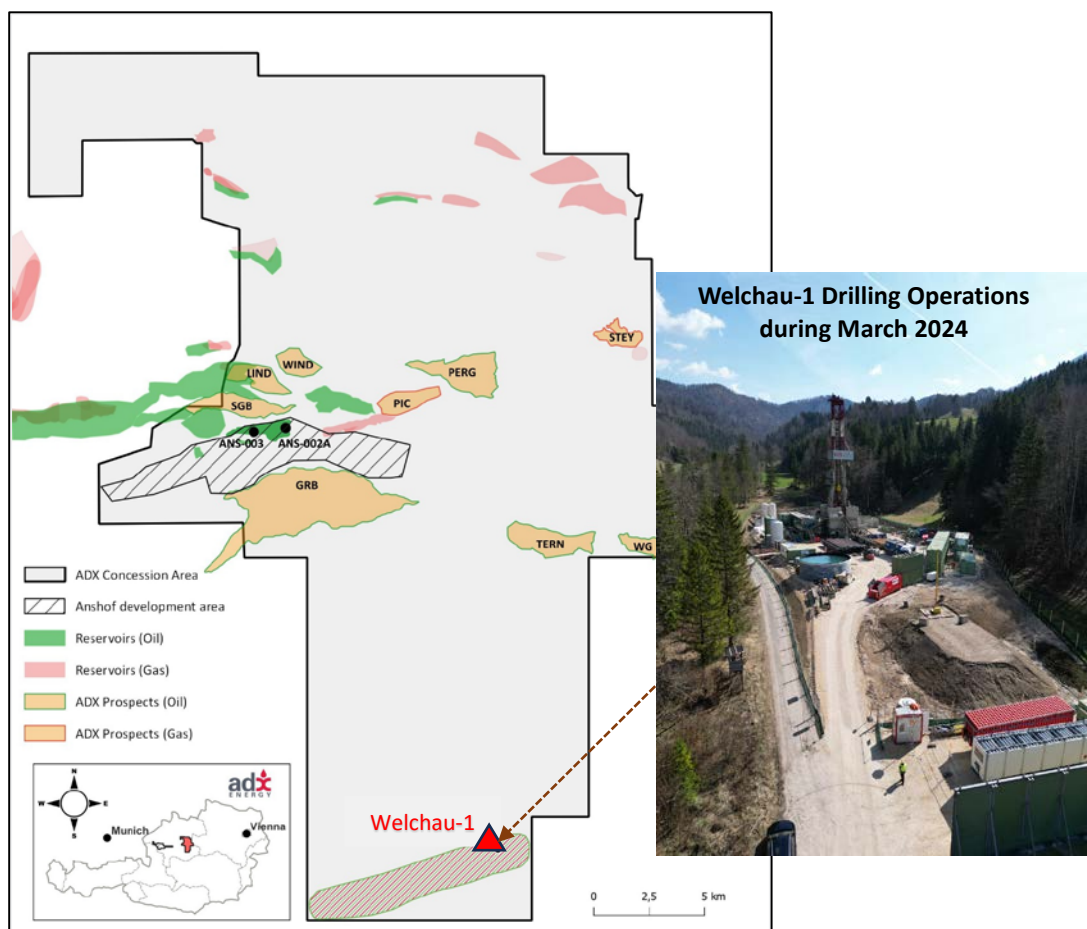 Welchau-1 Drilling Operations
during March 2024
STEY
WIND
LIND
PERG
SGB
PIC
ANS-003
ANS-002A
GRB
TERN
WG
ADX Concession Area
Anshof development area
Reservoirs (Oil)
Reservoirs (Gas)
ADX Prospects (Oil)
ADX Prospects (Gas)
N
W
E
S
adx
ENERGY
Munich
Vienna
Welchau-1
0
2,5
5 km